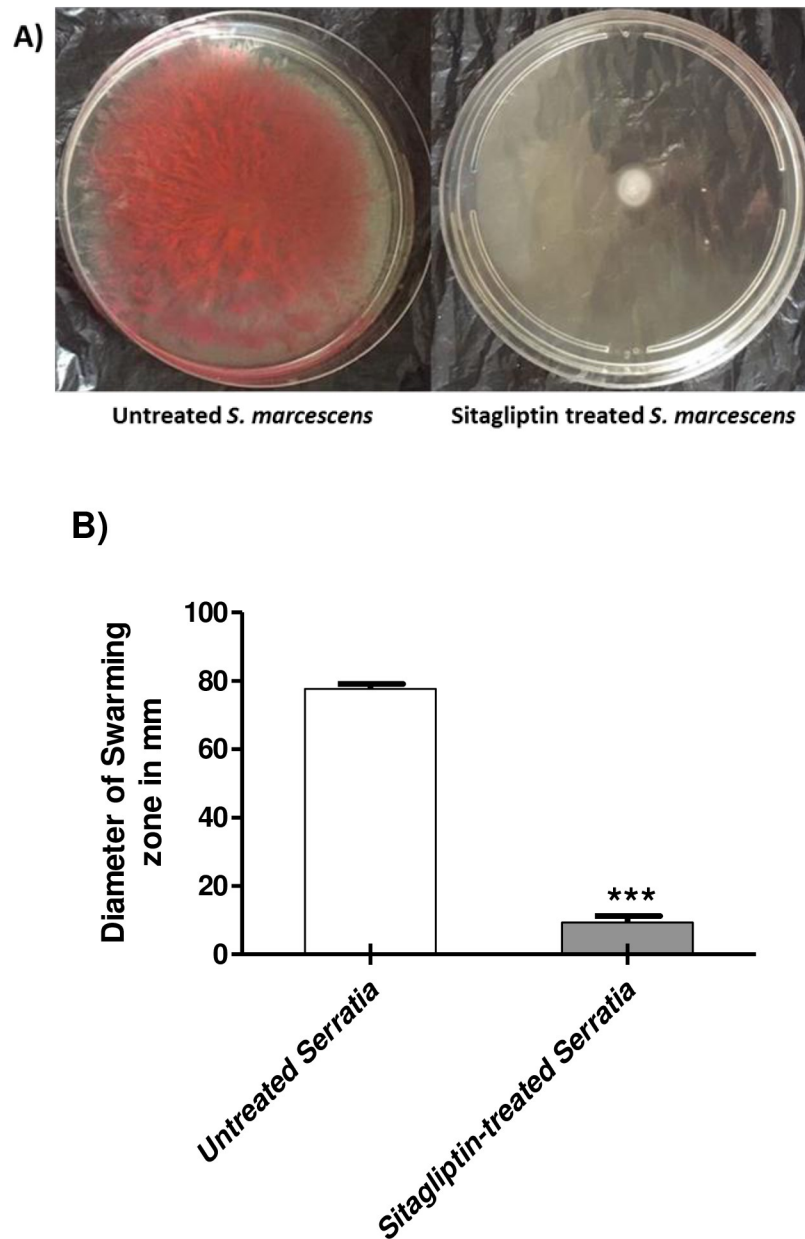 A)
Untreated S. marcescens
Sitagliptin treated S. marcescens
B)
Diameter of Swarming
zone in mm
100
80
60
40
20
0
***
Untreated Serratia
Sitagliptin-treated Serratia